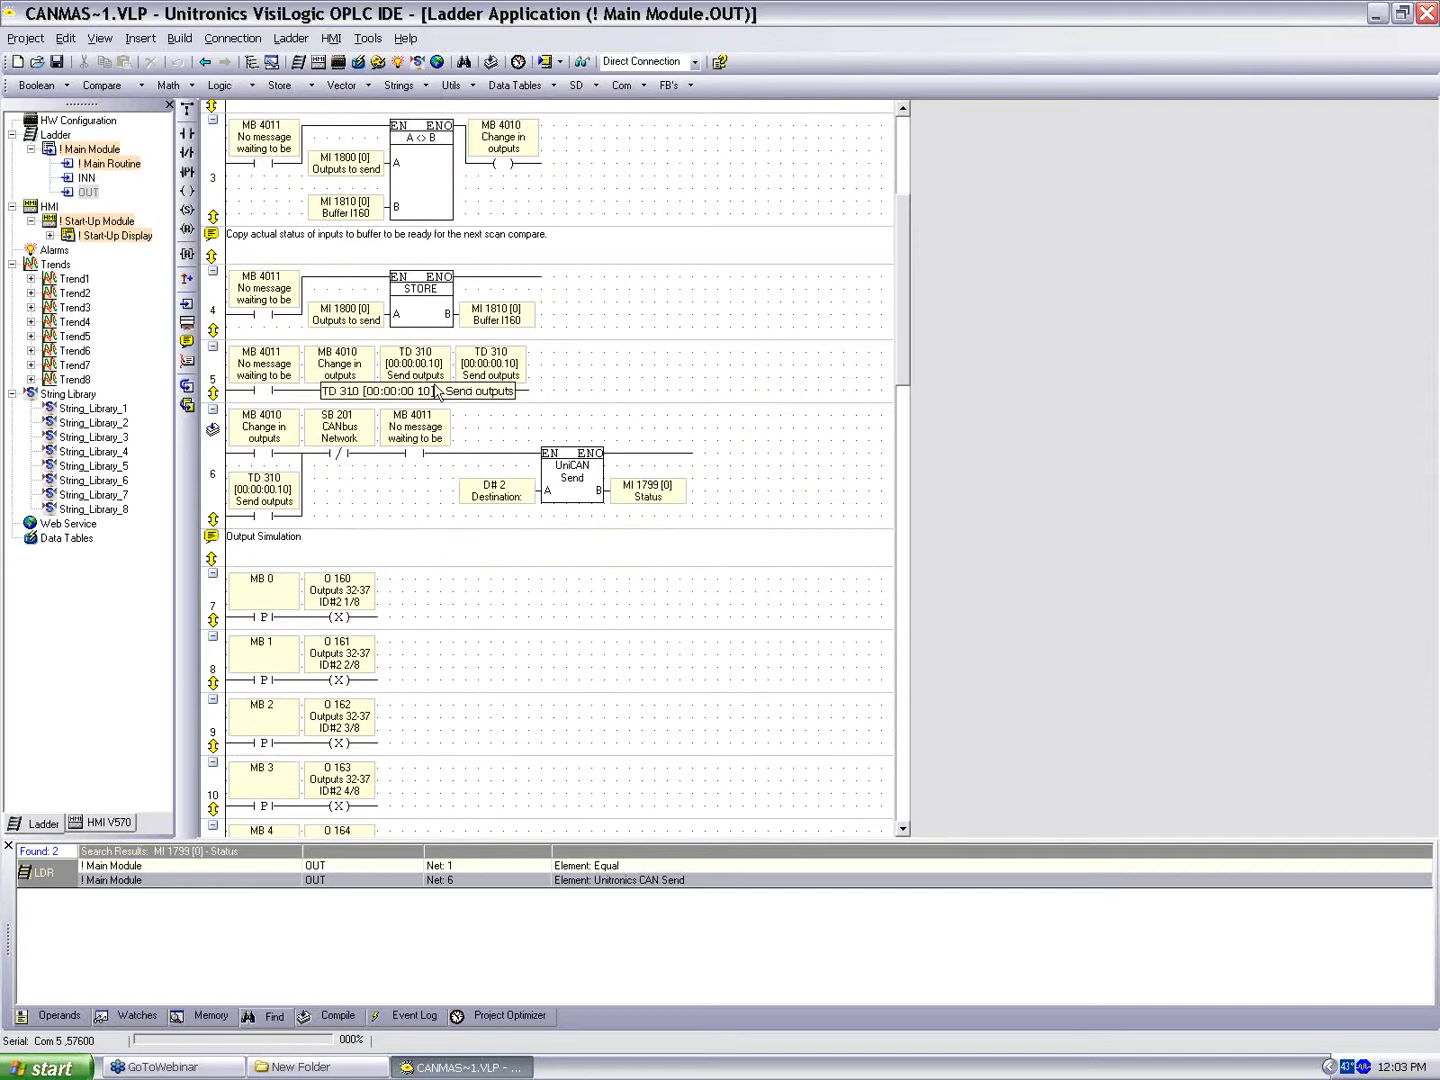 CANMAS~1.VLP - Unitronics VisiLogic OPLC IDE - [Ladder Application (! Main Module.OUT)]
Project Edit View Insert Build Connection Ladder HMI Tools Help
Direct Connection
Boolean Compare Math Logic Store Vector Strings Utils Data Tables SD Com FB's
HW Configuration
Ladder
! Main Module
! Main Routine
INN
OUT
HMI
! Start-Up Module
! Start-Up Display
Alarms
Trends
Trend1
Trend2
Trend3
Trend4
Trend5
Trend6
Trend7
Trend8
String Library
String_Library_1
String_Library_2
String_Library_3
String_Library_4
String_Library_5
String_Library_6
String_Library_7
String_Library_8
Web Service
Data Tables
Ladder HMI V570
3
MB 4011
No message
waiting to be
EN ENO
A <> B
A
B
MI 1800 [0]
Outputs to send
MI 1810 [0]
Buffer I160
MB 4010
Change in
outputs
Copy actual status of inputs to buffer to be ready for the next scan compare.
4
MB 4011
No message
waiting to be
EN ENO
STORE
A B
MI 1800 [0]
Outputs to send
MI 1810 [0]
Buffer I160
5
MB 4011
No message
waiting to be
MB 4010
Change in
outputs
TD 310
[00:00:00.10]
Send outputs
TD 310
[00:00:00.10]
Send outputs
TD 310 [00:00:00 10] Send outputs
6
MB 4010
Change in
outputs
SB 201
CANbus
Network
MB 4011
No message
waiting to be
TD 310
[00:00:00.10]
Send outputs
D# 2
Destination:
EN ENO
UniCAN
Send
A B
MI 1799 [0]
Status
Output Simulation
7
MB 0
P
O 160
Outputs 32-37
ID#2 1/8
(X)
8
MB 1
P
O 161
Outputs 32-37
ID#2 2/8
(X)
9
MB 2
P
O 162
Outputs 32-37
ID#2 3/8
(X)
10
MB 3
P
O 163
Outputs 32-37
ID#2 4/8
(X)
MB 4 O 164
Found: 2 Search Results: MI 1799 [0] - Status
LDR
! Main Module OUT Net: 1 Element: Equal
! Main Module OUT Net: 6 Element: Unitronics CAN Send
Operands Watches Memory Find Compile Event Log Project Optimizer
Serial: Com 5 ,57600 000%
start GoToWebinar New Folder CANMAS~1.VLP - ... 43° 12:03 PM